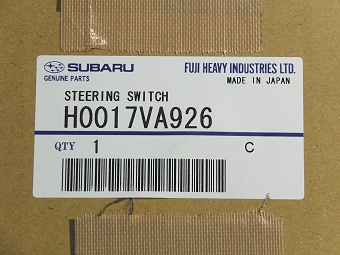 SUBARU
GENUINE PARTS
FUJI HEAVY INDUSTRIES LTD.
MADE IN JAPAN
STEERING SWITCH
H0017VA926
QTY 1 C